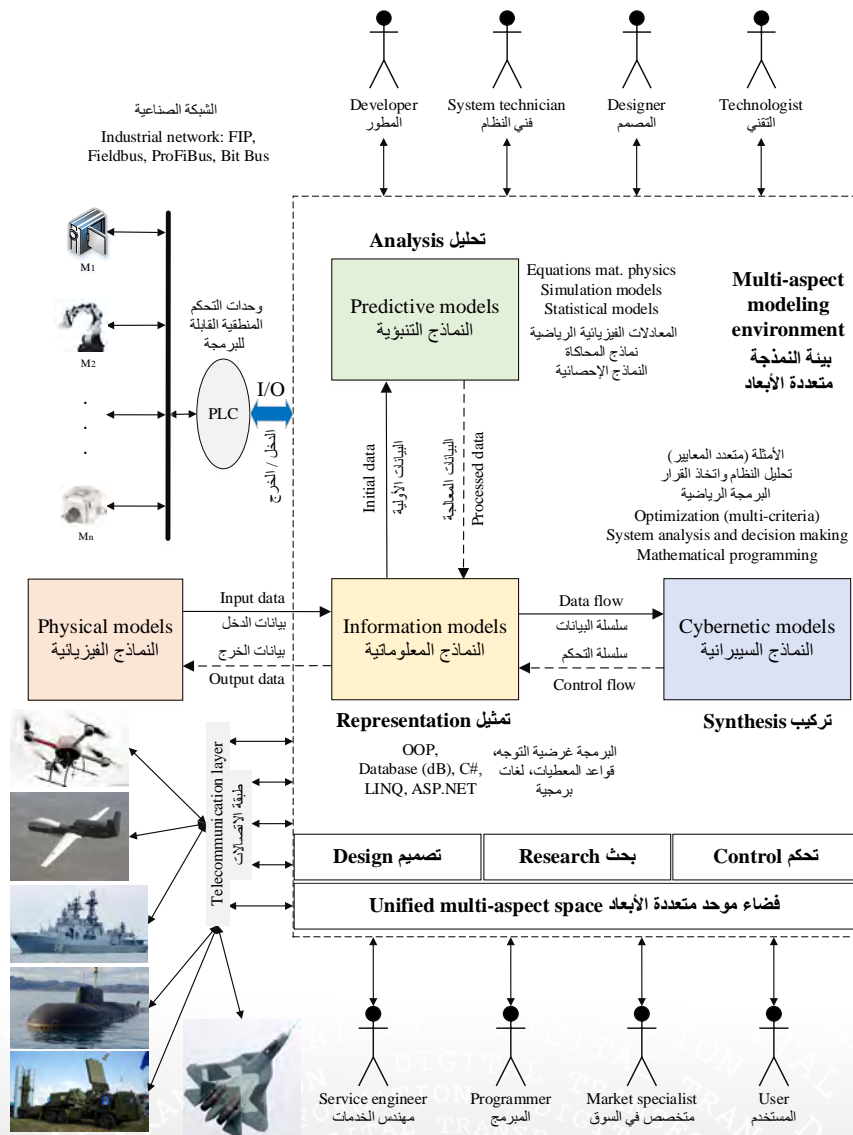 Developer
المطور
System technician
فني النظام
Designer
المصمم
Technologist
التقني
الشبكة الصناعية
Industrial network: FIP,
Fieldbus, ProFiBus, Bit Bus
M1
M2
.
.
.
Mn
وحدات التحكم
المنطقية القابلة
للبرمجة
PLC
I/O
الدخل / الخرج
Analysis تحليل
Predictive models
النماذج التنبؤية
Equations mat. physics
Simulation models
Statistical models
المعادلات الفيزيائية الرياضية
نماذج المحاكاة
النماذج الإحصائية
Multi-aspect
modeling
environment
بيئة النمذجة
متعددة الأبعاد
Initial data
البيانات الأولية
البيانات المعالجة
Processed data
الأمثلة (متعدد المعايير)
تحليل النظام واتخاذ القرار
البرمجة الرياضية
Optimization (multi-criteria)
System analysis and decision making
Mathematical programming
Physical models
النماذج الفيزيائية
Input data
بيانات الدخل
بيانات الخرج
Output data
Information models
النماذج المعلوماتية
Data flow
سلسلة البيانات
سلسلة التحكم
Control flow
Cybernetic models
النماذج السيبرانية
Representation تمثيل
Synthesis تركيب
OOP,
Database (dB), C#,
LINQ, ASP.NET
البرمجة غرضية التوجه،
قواعد المعطيات، لغات
برمجية
Telecommunication layer
طبقة الاتصالات
Design تصميم
Research بحث
Control تحكم
Unified multi-aspect space فضاء موحد متعددة الأبعاد
Service engineer
مهندس الخدمات
Programmer
المبرمج
Market specialist
متخصص في السوق
User
المستخدم